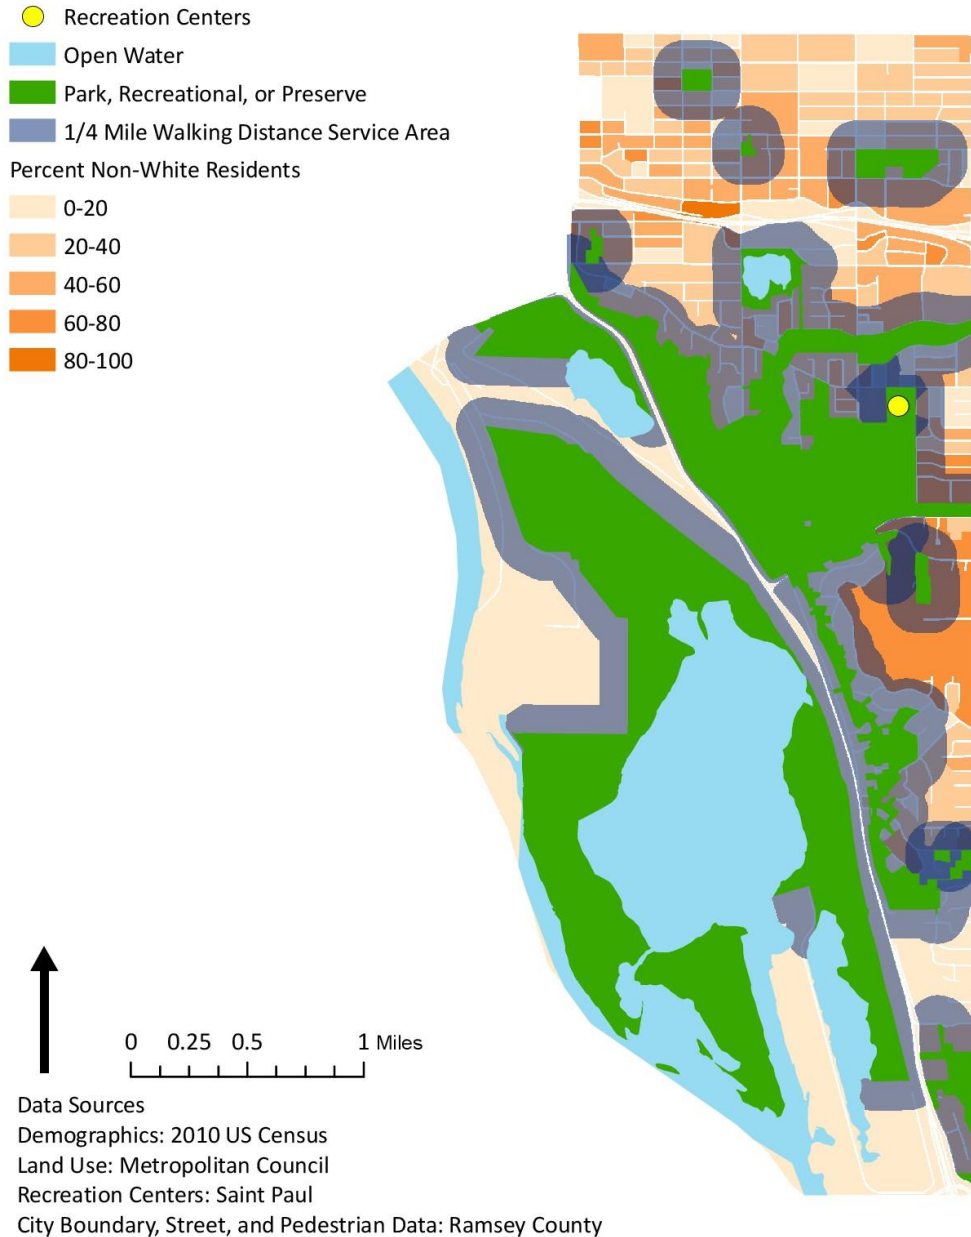 Recreation Centers
Open Water
Park, Recreational, or Preserve
1/4 Mile Walking Distance Service Area
Percent Non-White Residents
0-20
20-40
40-60
60-80
80-100
0 0.25 0.5 1 Miles
Data Sources
Demographics: 2010 US Census
Land Use: Metropolitan Council
Recreation Centers: Saint Paul
City Boundary, Street, and Pedestrian Data: Ramsey County